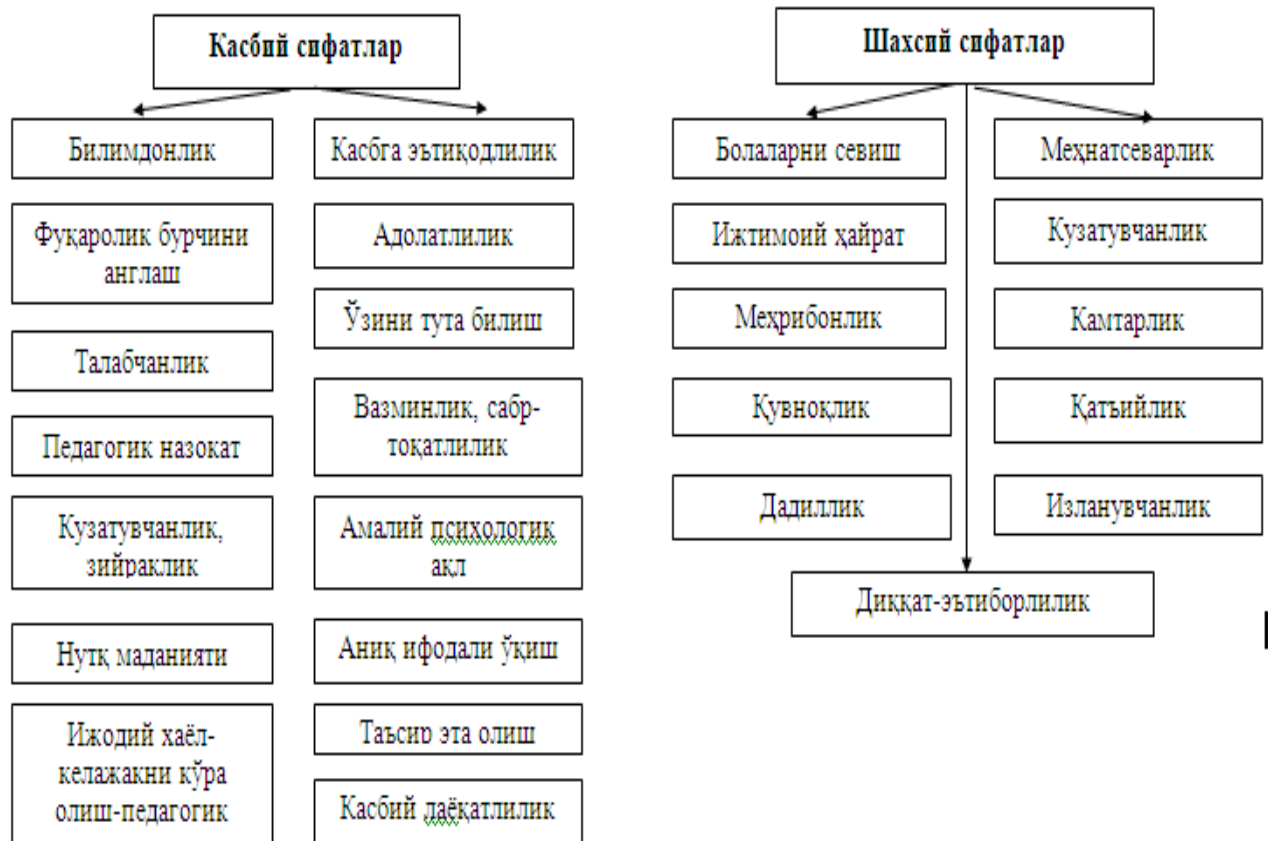 Касбий сифатлар
Билимдонлик
Фуқаролик бурчини
англаш
Талабчанлик
Педагогик назокат
Кузатувчанлик,
зийраклик
Нутқ маданияти
Ижодий хаёл-
келажакни кўра
олиш-педагогик
Касбга эътиқодлилик
Адолатлилик
Ўзини тута билиш
Вазминлик, сабр-
тоқатлилик
Амалий психологик
ақл
Аниқ ифодали ўқиш
Таъсир эта олиш
Касбий лаёқатлилик
Шахсий сифатлар
Болаларни севиш
Ижтимоий ҳайрат
Меҳрибонлик
Қувноқлик
Дадиллик
Меҳнатсеварлик
Кузатувчанлик
Камтарлик
Қатъийлик
Изланувчанлик
Диққат-эътиборлилик